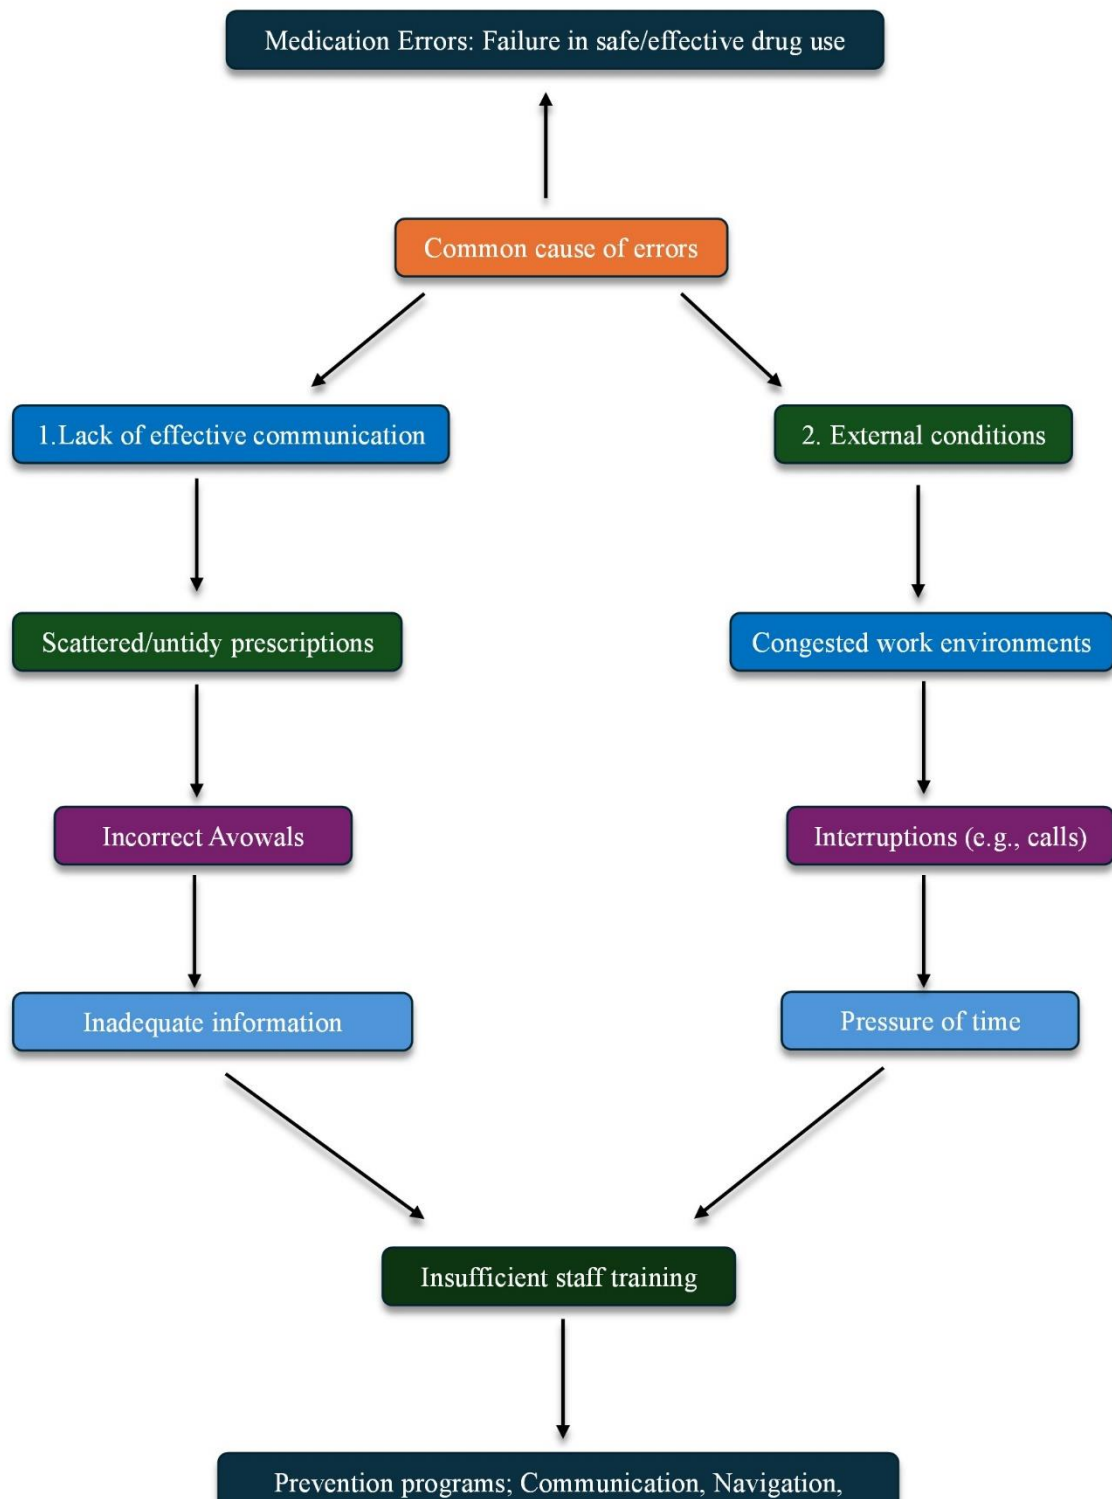 Medication Errors: Failure in safe/effective drug use
Common cause of errors
1.Lack of effective communication
2. External conditions
Scattered/untidy prescriptions
Congested work environments
Incorrect Avowals
Interruptions (e.g., calls)
Inadequate information
Pressure of time
Insufficient staff training
Prevention programs; Communication, Navigation,